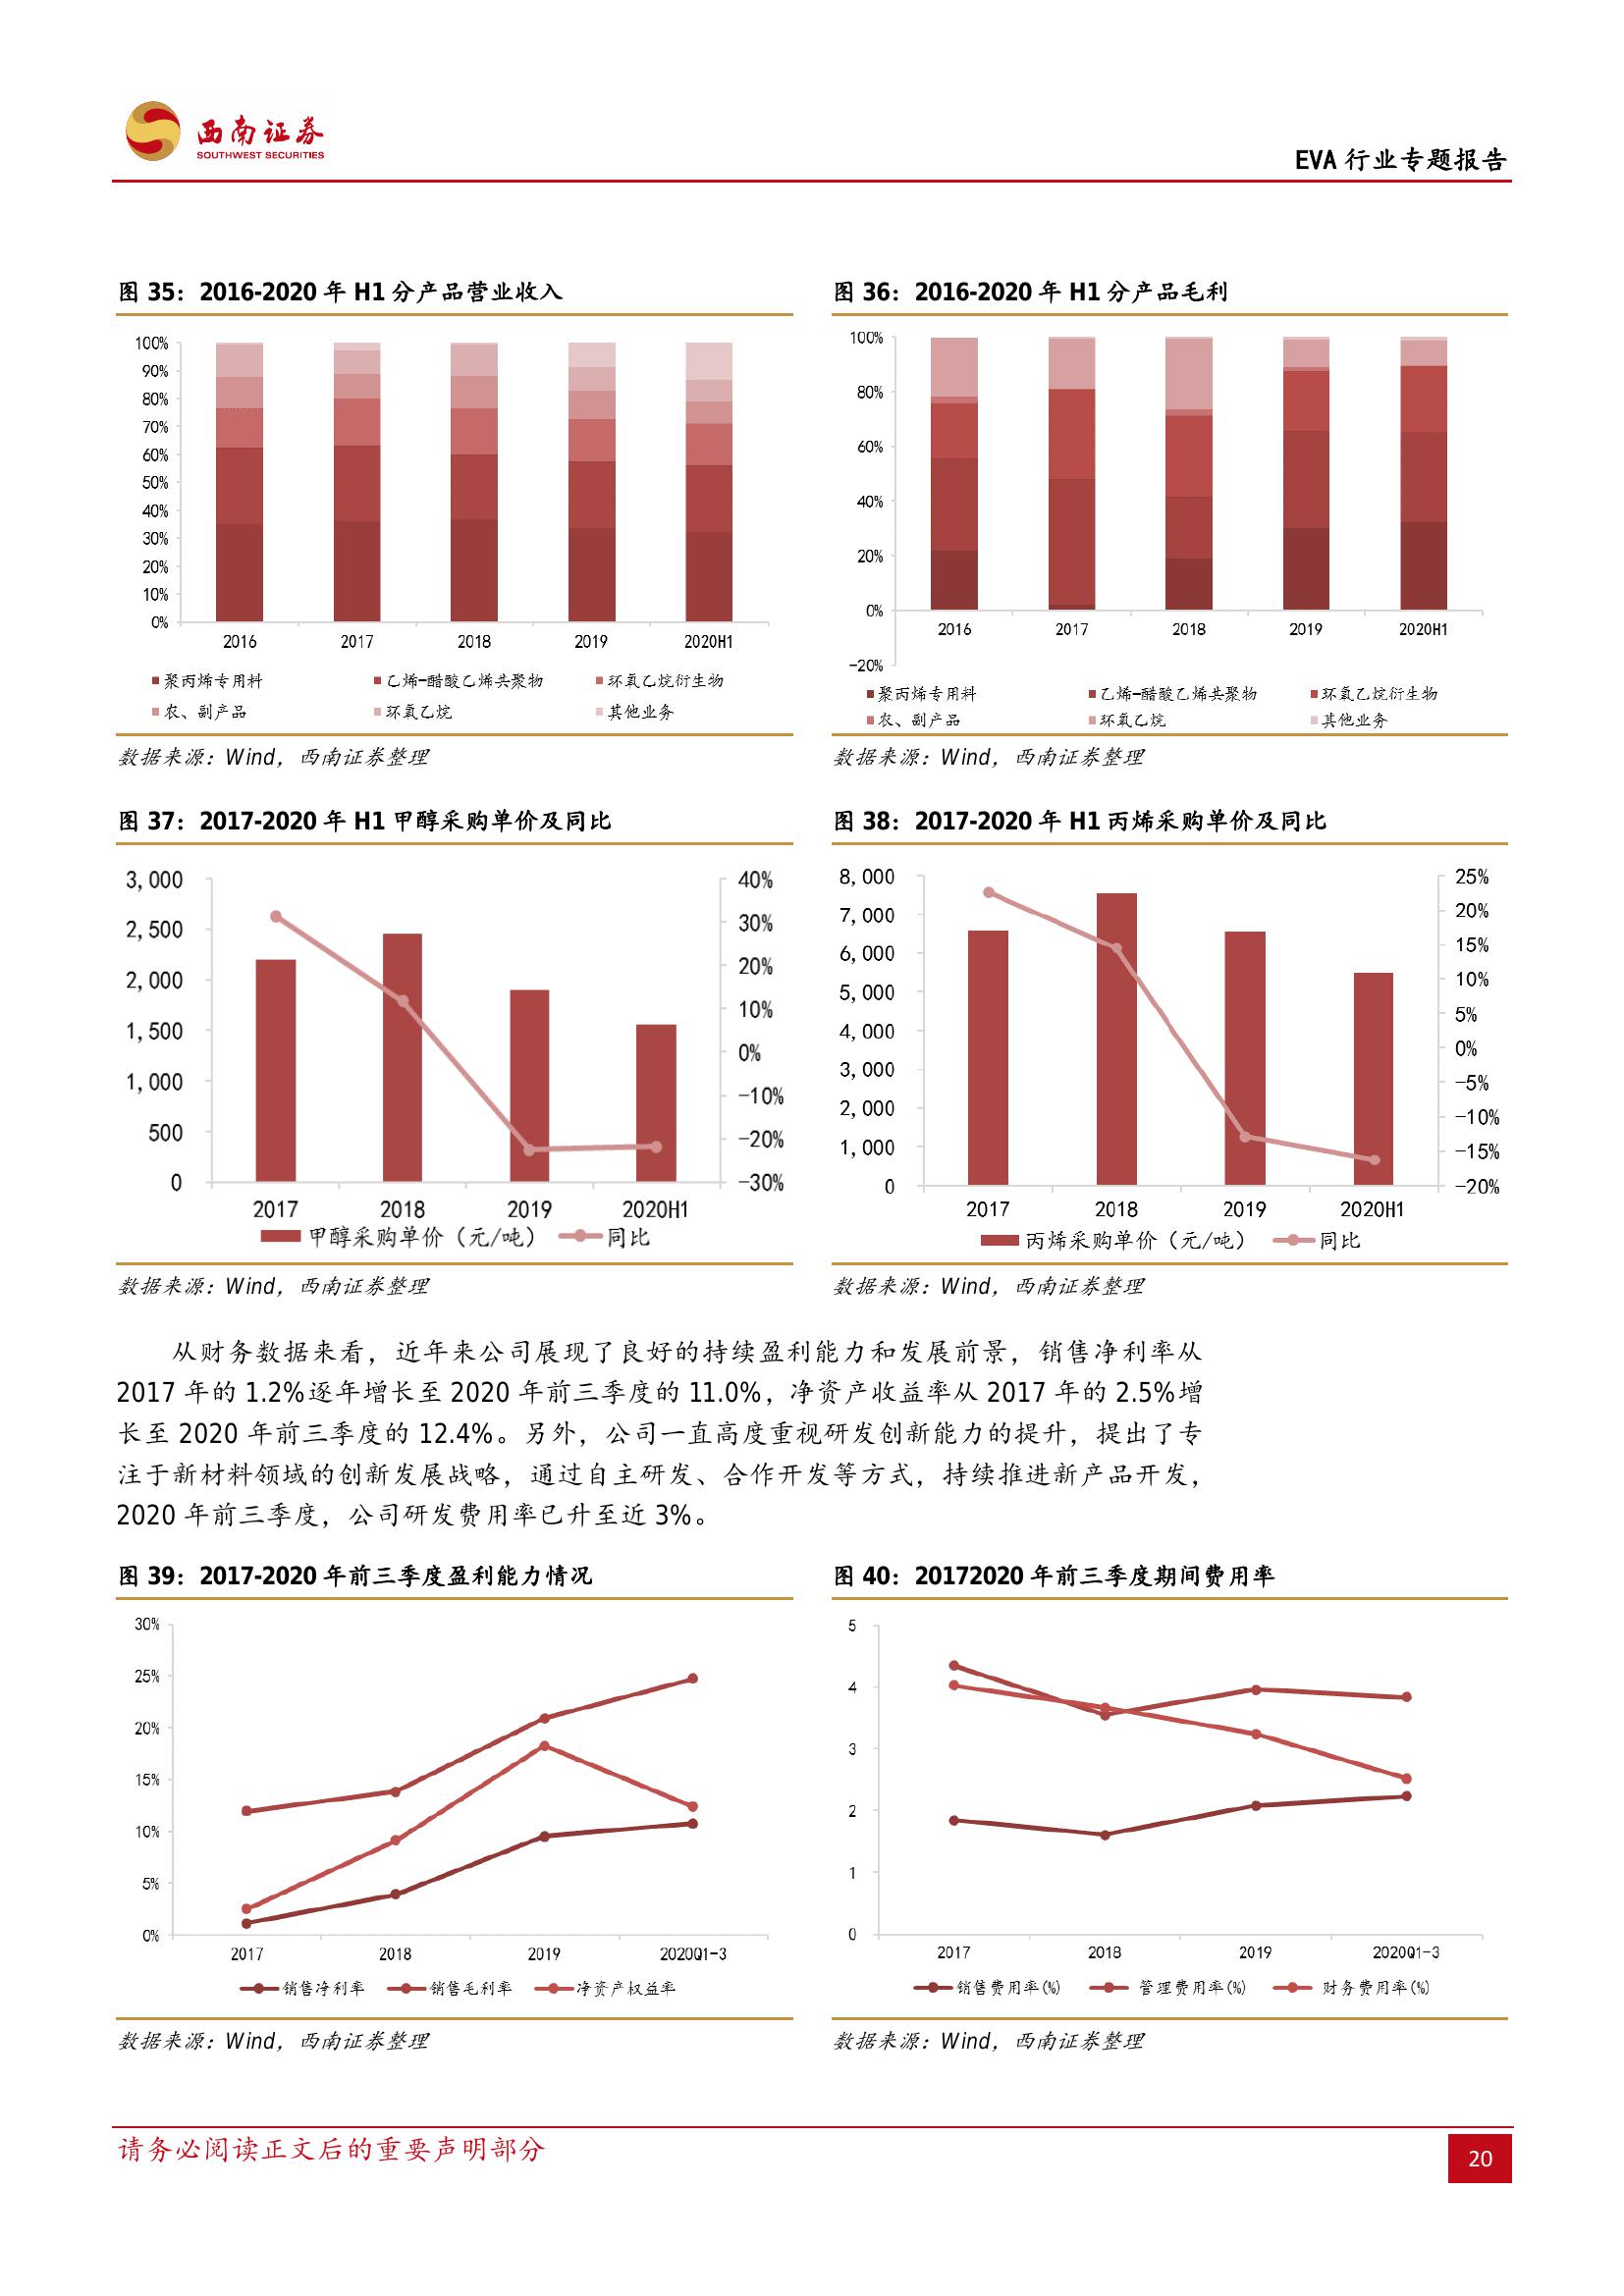 西南证券
SOUTHWEST SECURITIES
EVA 行业专题报告
图 35：2016-2020 年 H1 分产品营业收入
100%
90%
80%
70%
60%
50%
40%
30%
20%
10%
0%
2016 2017 2018 2019 2020H1
聚丙烯专用料 乙烯-醋酸乙烯共聚物 环氧乙烷衍生物
农、副产品 环氧乙烷 其他业务
数据来源：Wind，西南证券整理
图 36：2016-2020 年 H1 分产品毛利
100%
80%
60%
40%
20%
0%
-20%
2016 2017 2018 2019 2020H1
聚丙烯专用料 乙烯-醋酸乙烯共聚物 环氧乙烷衍生物
农、副产品 环氧乙烷 其他业务
数据来源：Wind，西南证券整理
图 37：2017-2020 年 H1 甲醇采购单价及同比
3,000
2,500
2,000
1,500
1,000
500
0
40%
30%
20%
10%
0%
-10%
-20%
-30%
2017 2018 2019 2020H1
甲醇采购单价（元/吨） 同比
数据来源：Wind，西南证券整理
图 38：2017-2020 年 H1 丙烯采购单价及同比
8,000
7,000
6,000
5,000
4,000
3,000
2,000
1,000
0
25%
20%
15%
10%
5%
0%
-5%
-10%
-15%
-20%
2017 2018 2019 2020H1
丙烯采购单价（元/吨） 同比
数据来源：Wind，西南证券整理
从财务数据来看，近年来公司展现了良好的持续盈利能力和发展前景，销售净利率从
2017 年的 1.2%逐年增长至 2020 年前三季度的 11.0%，净资产收益率从 2017 年的 2.5%增
长至 2020 年前三季度的 12.4%。另外，公司一直高度重视研发创新能力的提升，提出了专
注于新材料领域的创新发展战略，通过自主研发、合作开发等方式，持续推进新产品开发，
2020 年前三季度，公司研发费用率已升至近 3%。
图 39：2017-2020 年前三季度盈利能力情况
30%
25%
20%
15%
10%
5%
0%
2017 2018 2019 2020Q1-3
销售净利率 销售毛利率 净资产权益率
数据来源：Wind，西南证券整理
图 40：20172020 年前三季度期间费用率
5
4
3
2
1
0
2017 2018 2019 2020Q1-3
销售费用率(%) 管理费用率(%) 财务费用率(%)
数据来源：Wind，西南证券整理
请务必阅读正文后的重要声明部分
20